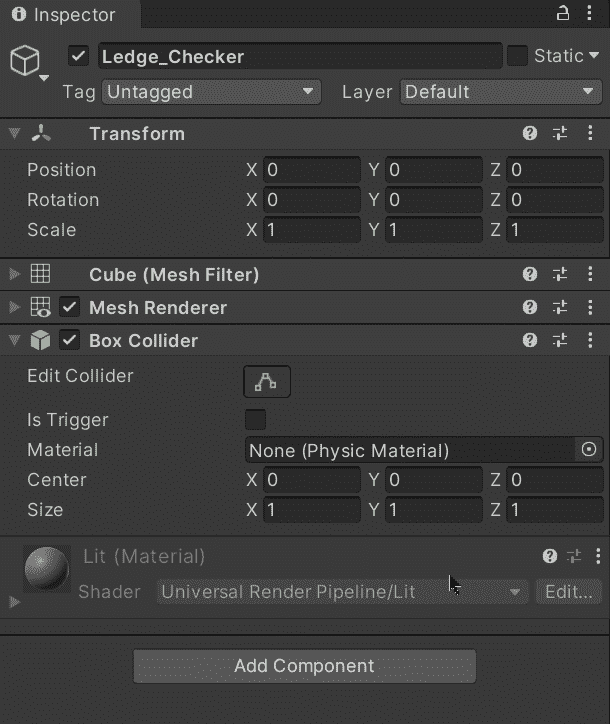 Inspector
Ledge_Checker Static
Tag Untagged Layer Default
Transform
Position X 0 Y 0 Z 0
Rotation X 0 Y 0 Z 0
Scale X 1 Y 1 Z 1
Cube (Mesh Filter)
Mesh Renderer
Box Collider
Edit Collider
Is Trigger
Material None (Physic Material)
Center X 0 Y 0 Z 0
Size X 1 Y 1 Z 1
Lit (Material)
Shader Universal Render Pipeline/Lit Edit...
Add Component